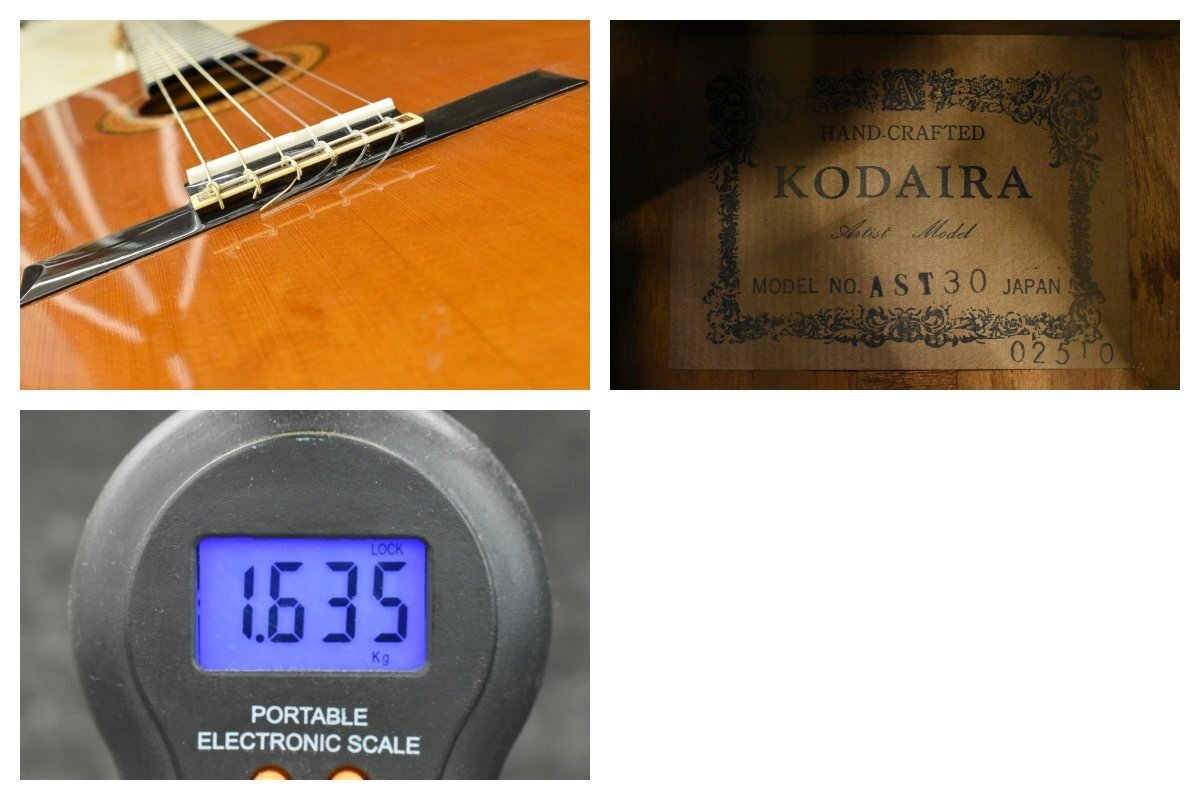 HAND-CRAFTED
KODAIRA
Artist Model
MODEL NO. AST30 JAPAN
02510
LOCK
1.635
Kg
PORTABLE
ELECTRONIC SCALE